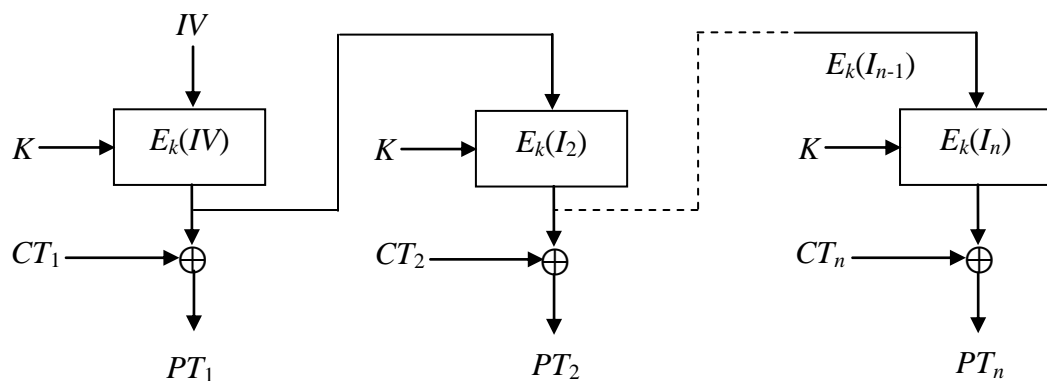 IV
E_k(I_{n-1})
K E_k(IV) K E_k(I_2) K E_k(I_n)
CT_1 CT_2 CT_n
PT_1 PT_2 PT_n